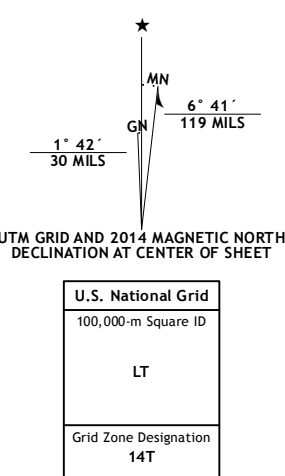 ★
MN
6° 41´
119 MILS
GN
1° 42´
30 MILS
UTM GRID AND 2014 MAGNETIC NORTH
DECLINATION AT CENTER OF SHEET
U.S. National Grid
100,000-m Square ID
LT
Grid Zone Designation
14T